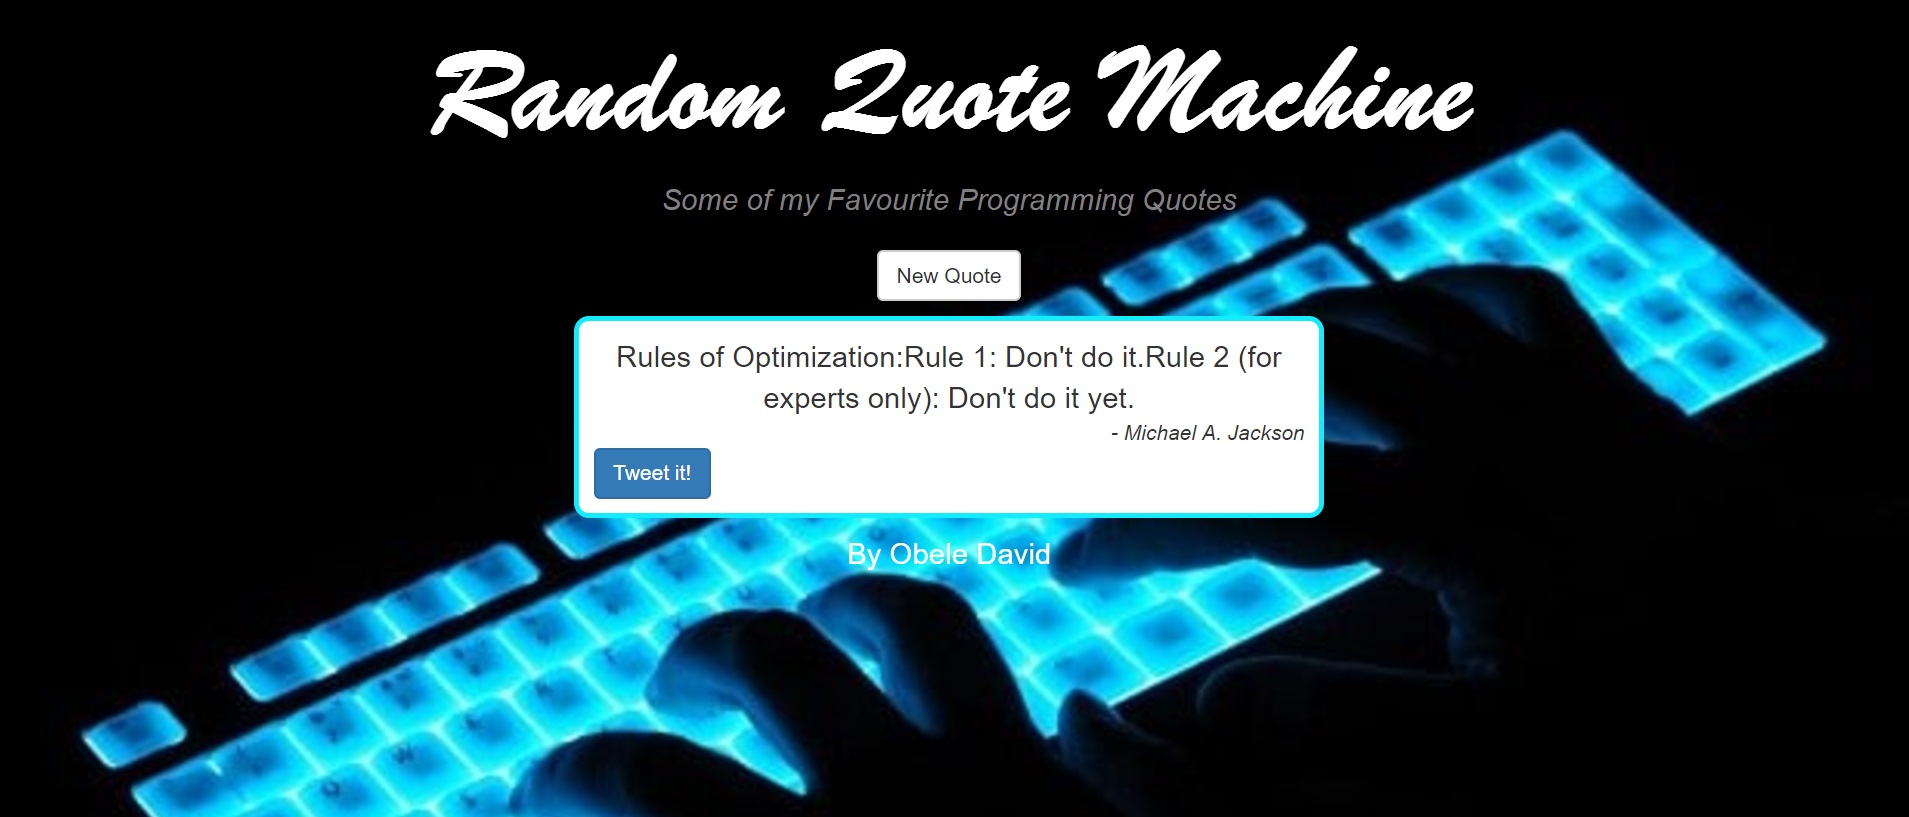 Random Quote Machine
Some of my Favourite Programming Quotes
New Quote
Rules of Optimization:Rule 1: Don't do it.Rule 2 (for
experts only): Don't do it yet.
- Michael A. Jackson
Tweet it!
By Obele David